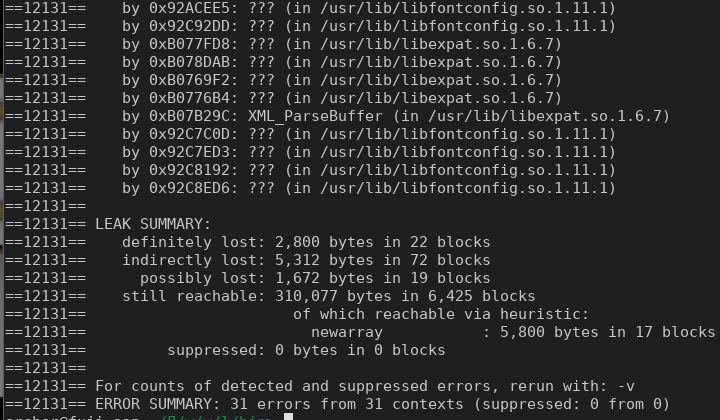 ==12131==    by 0x92ACEE5: ??? (in /usr/lib/libfontconfig.so.1.11.1)
==12131==    by 0x92C92DD: ??? (in /usr/lib/libfontconfig.so.1.11.1)
==12131==    by 0xB077FD8: ??? (in /usr/lib/libexpat.so.1.6.7)
==12131==    by 0xB078DAB: ??? (in /usr/lib/libexpat.so.1.6.7)
==12131==    by 0xB0769F2: ??? (in /usr/lib/libexpat.so.1.6.7)
==12131==    by 0xB0776B4: ??? (in /usr/lib/libexpat.so.1.6.7)
==12131==    by 0xB07B29C: XML_ParseBuffer (in /usr/lib/libexpat.so.1.6.7)
==12131==    by 0x92C7C0D: ??? (in /usr/lib/libfontconfig.so.1.11.1)
==12131==    by 0x92C7ED3: ??? (in /usr/lib/libfontconfig.so.1.11.1)
==12131==    by 0x92C8192: ??? (in /usr/lib/libfontconfig.so.1.11.1)
==12131==    by 0x92C8ED6: ??? (in /usr/lib/libfontconfig.so.1.11.1)
==12131==
==12131== LEAK SUMMARY:
==12131==    definitely lost: 2,800 bytes in 22 blocks
==12131==    indirectly lost: 5,312 bytes in 72 blocks
==12131==      possibly lost: 1,672 bytes in 19 blocks
==12131==    still reachable: 310,077 bytes in 6,425 blocks
==12131==                       of which reachable via heuristic:
==12131==                         newarray           : 5,800 bytes in 17 blocks
==12131==         suppressed: 0 bytes in 0 blocks
==12131==
==12131== For counts of detected and suppressed errors, rerun with: -v
==12131== ERROR SUMMARY: 31 errors from 31 contexts (suppressed: 0 from 0)